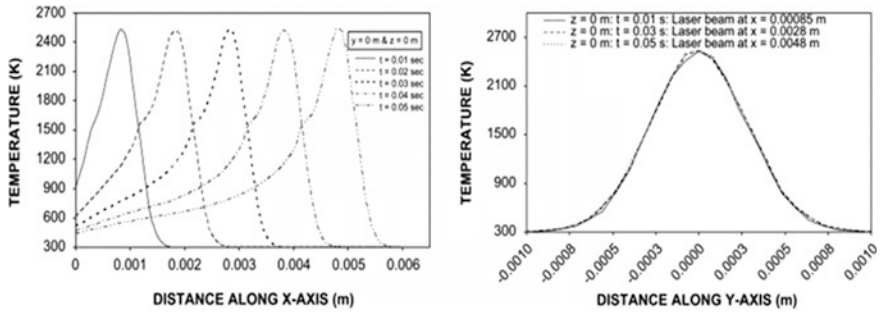 2700
2400
2100
1800
1500
1200
900
600
300
TEMPERATURE (K)
y = 0 m & z = 0 m
t = 0.01 sec
t = 0.02 sec
t = 0.03 sec
t = 0.04 sec
t = 0.05 sec
0 0.001 0.002 0.003 0.004 0.005 0.006
DISTANCE ALONG X-AXIS (m)
z = 0 m: t = 0.01 s: Laser beam at x = 0.00085 m
z = 0 m: t = 0.03 s: Laser beam at x = 0.0028 m
z = 0 m: t = 0.05 s: Laser beam at x = 0.0048 m
2700
2100
1500
900
300
TEMPERATURE (K)
-0.0010 -0.0008 -0.0005 -0.0003 0.0000 0.0003 0.0005 0.0008 0.0010
DISTANCE ALONG Y-AXIS (m)